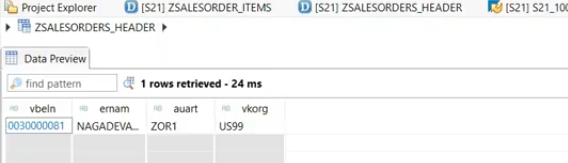 Project Explorer [S21] ZSALESORDER_ITEMS [S21] ZSALESORDERS_HEADER [S21] S21_100
ZSALESORDERS_HEADER
Data Preview
find pattern 1 rows retrieved - 24 ms
vbeln ernam auart vkorg
0030000081 NAGADEVA... ZOR1 US99